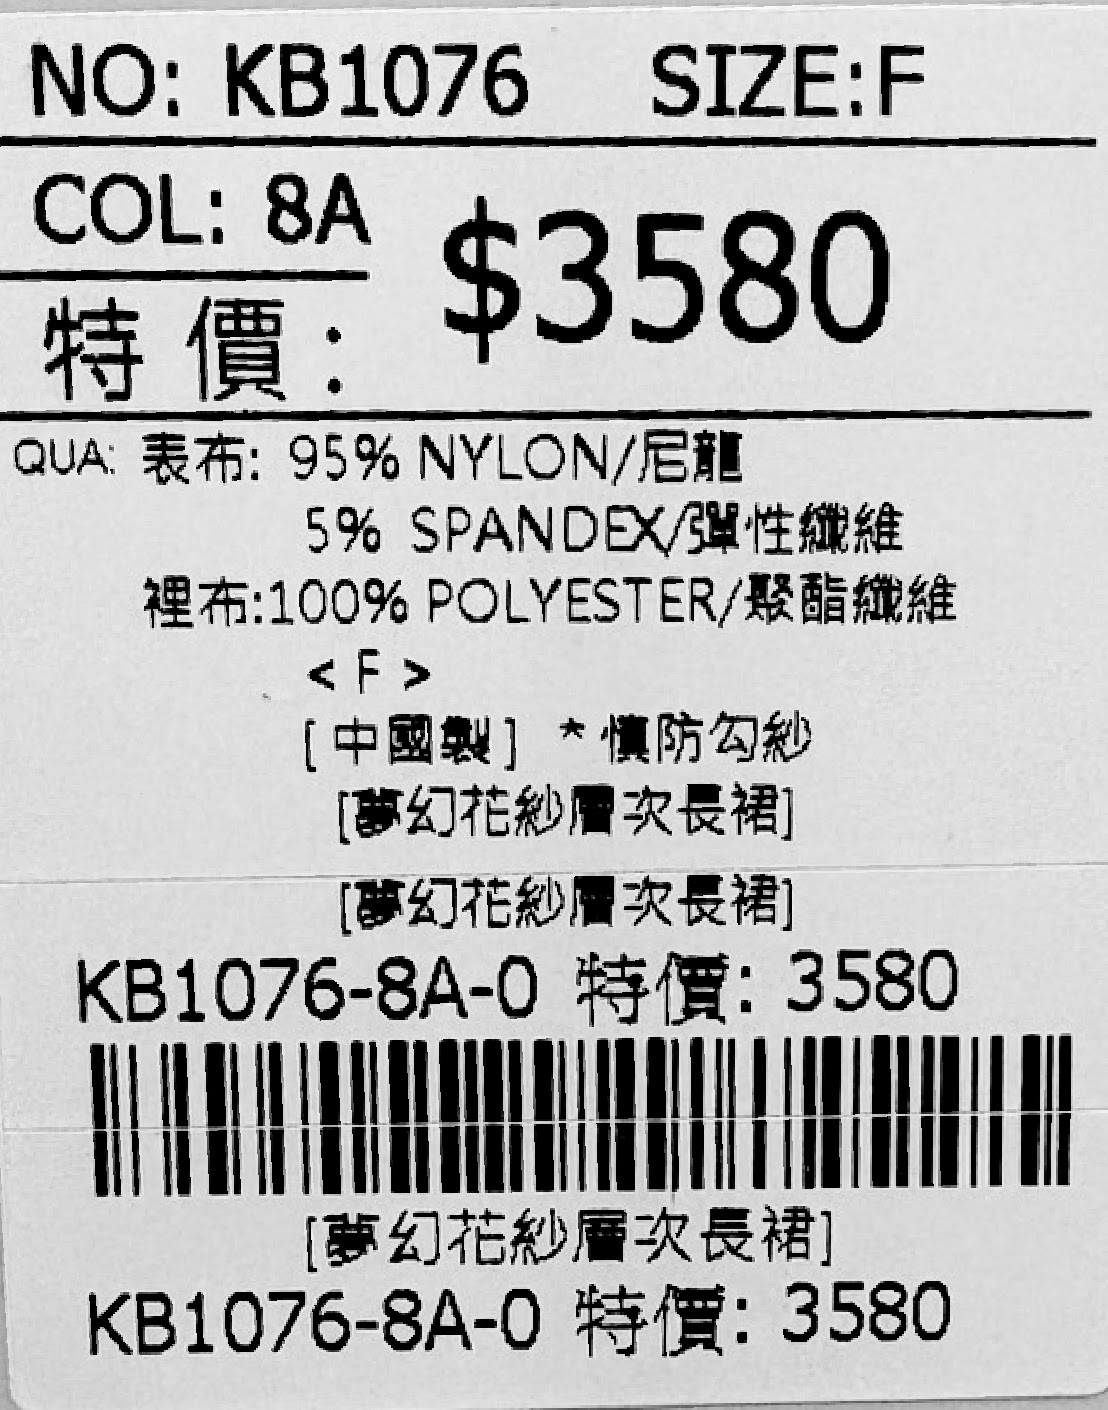 NO: KB1076 SIZE:F
COL: 8A
$3580
特價:
QUA: 表布: 95% NYLON/尼龍
5% SPANDEX/彈性纖維
裡布:100% POLYESTER/聚酯纖維
< F >
[中國製] *慎防勾紗
[夢幻花紗層次長裙]
[夢幻花紗層次長裙]
KB1076-8A-0 特價: 3580
[夢幻花紗層次長裙]
KB1076-8A-0 特價: 3580